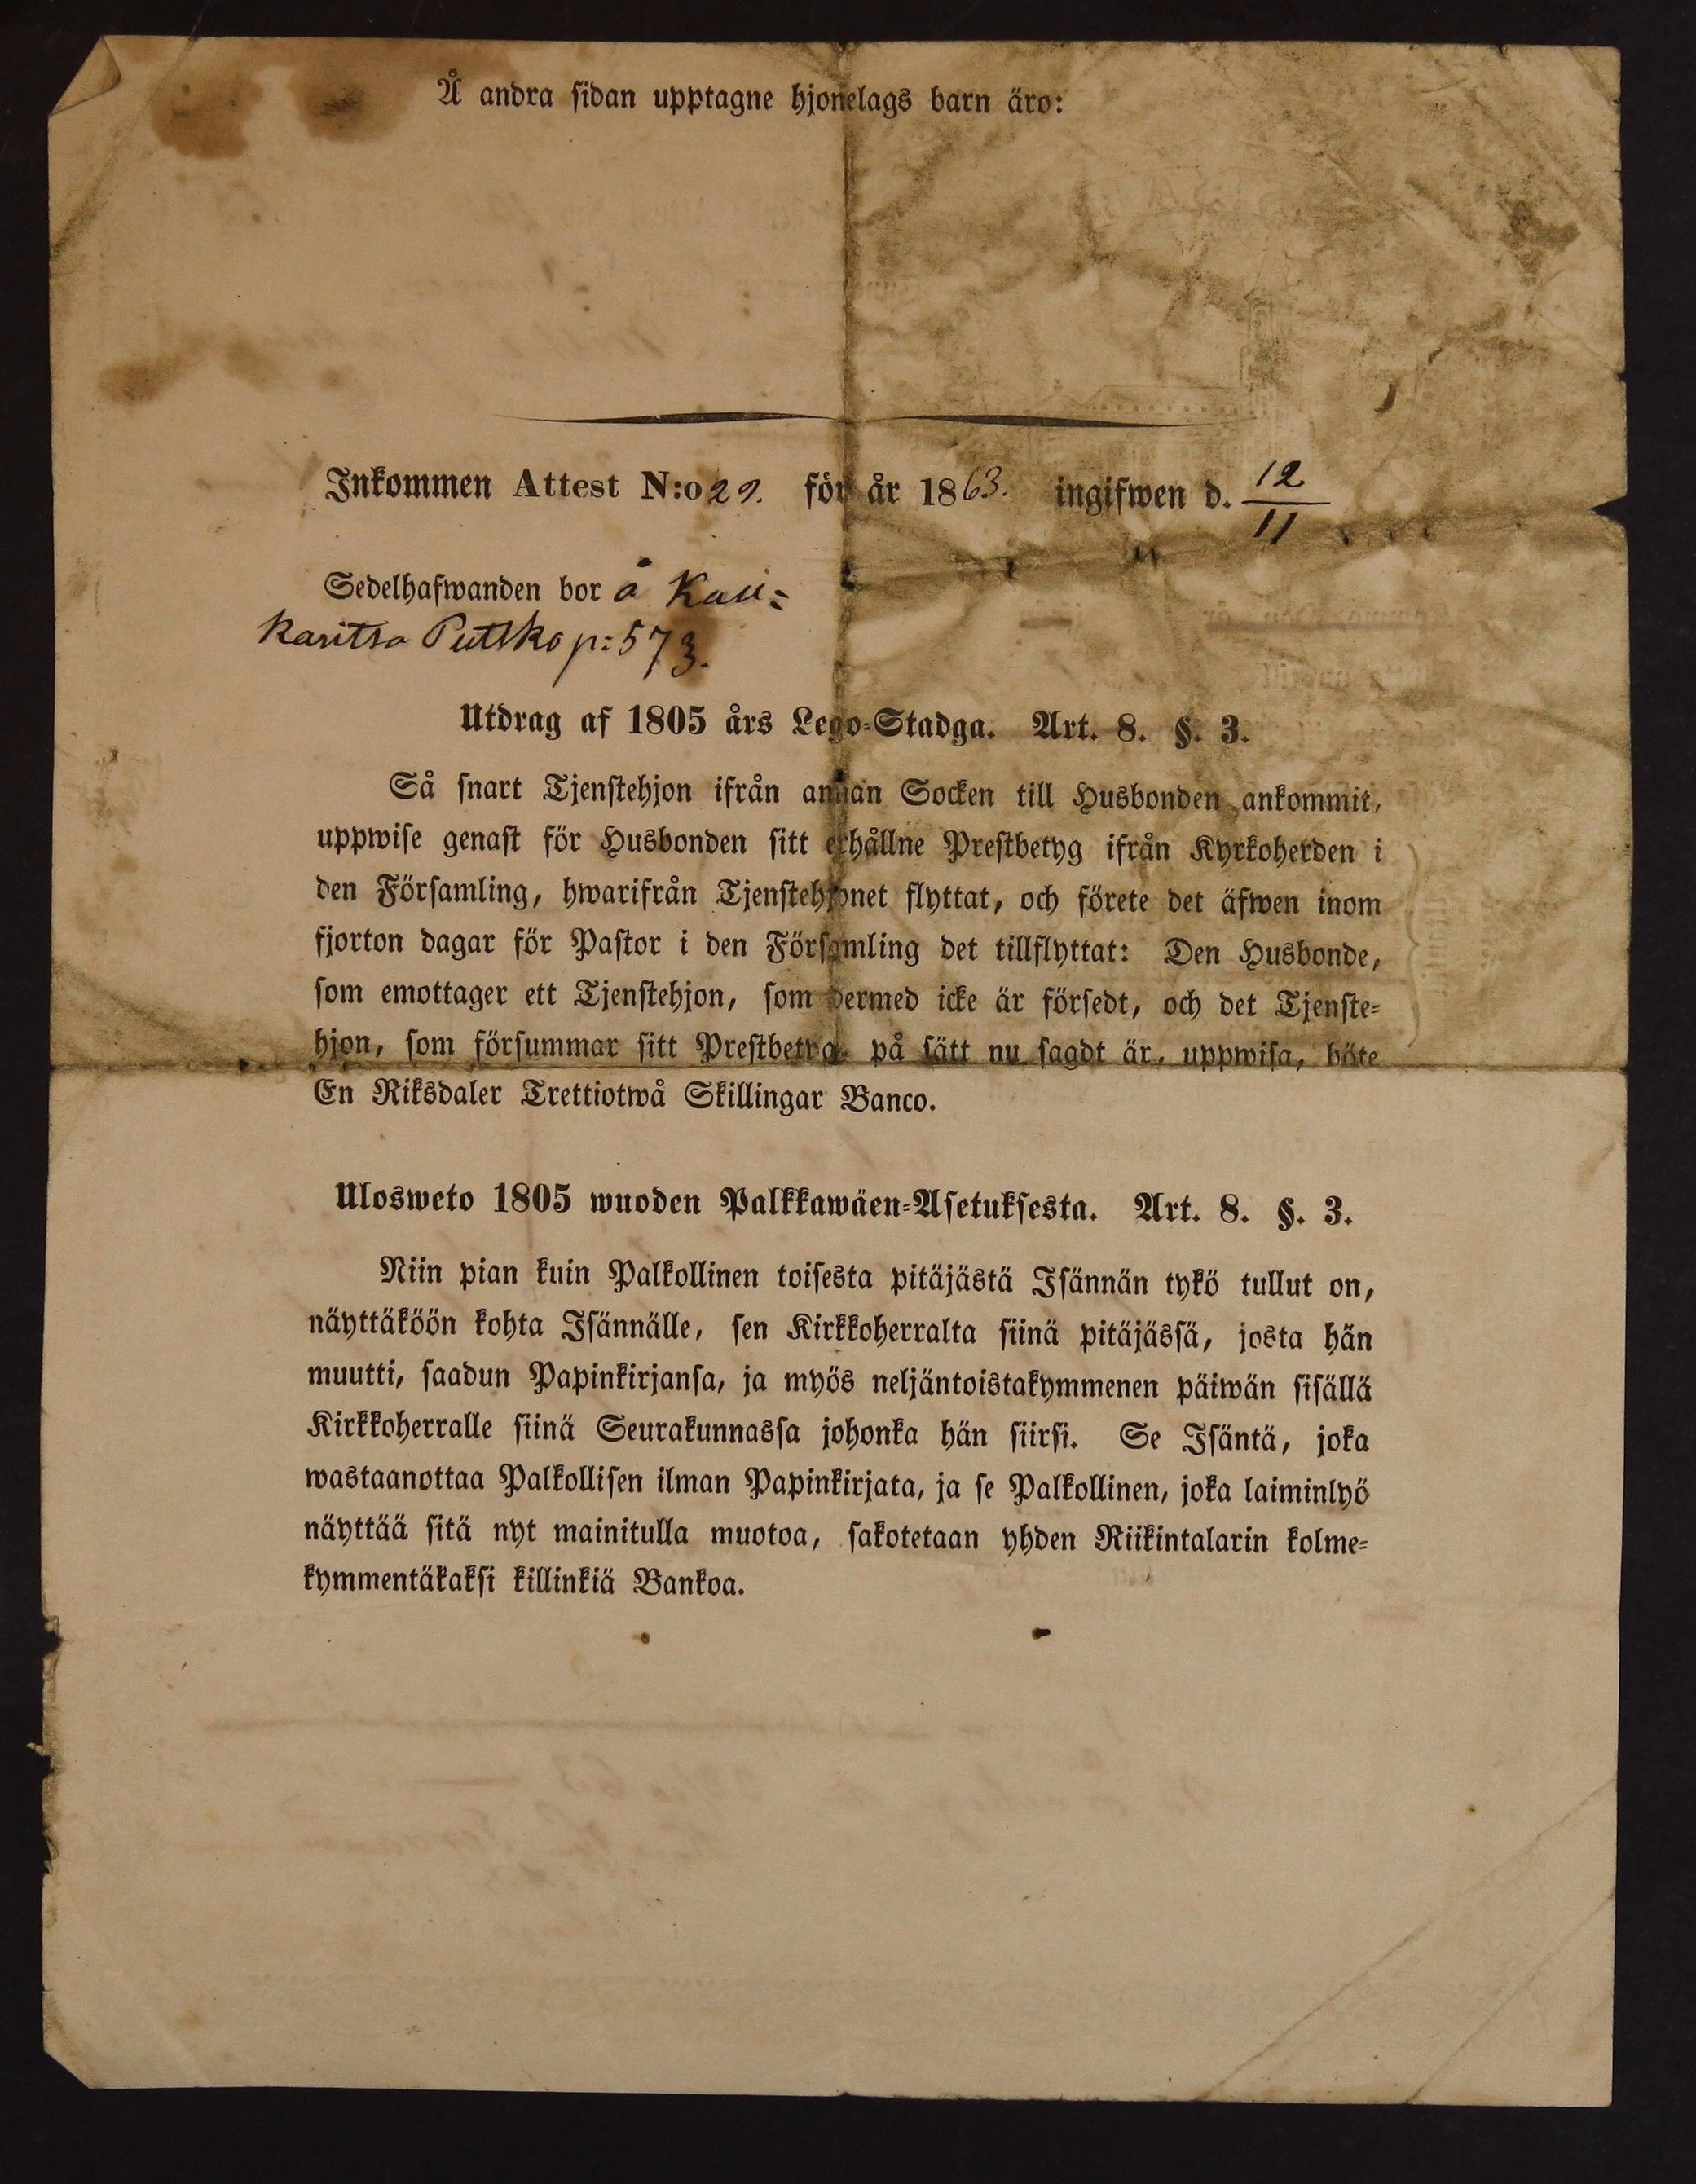 Å andra sidan upptagne hjonelags barn äro:
Inkommen Attest N:o 29. för år 1863. ingifwen d. 12/11
Sedelhafwanden bor å Kau=
karitsa Putsko p: 573.
Utdrag af 1805 års Lego=Stadga. Art. 8. §. 3.
Så snart Tjenstehjon ifrån annan Socken till Husbonden ankommit,
uppwise genast för Husbonden sitt erhållne Prestbetyg ifrån Kyrkoherden i
den Församling, hwarifrån Tjenstehjonet flyttat, och förete det äfwen inom
fjorton dagar för Pastor i den Församling det tillflyttat: Den Husbonde,
som emottager ett Tjenstehjon, som dermed icke är försedt, och det Tjenste=
hjon, som försummar sitt Prestbetyg, på sätt nu sagdt är, uppwisa, böte
En Riksdaler Trettiotwå Skillingar Banco.
Ulosweto 1805 wuoden Palkkawäen=Asetuksesta. Art. 8. §. 3.
Niin pian kuin Palkollinen toisesta pitäjästä Isännän tykö tullut on,
näyttäköön kohta Isännälle, sen Kirkkoherralta siinä pitäjässä, josta hän
muutti, saadun Papinkirjansa, ja myös neljäntoistakymmenen päiwän sisällä
Kirkkoherralle siinä Seurakunnassa johonka hän siirsi. Se Isäntä, joka
wastaanottaa Palkollisen ilman Papinkirjata, ja se Palkollinen, joka laiminlyö
näyttää sitä nyt mainitulla muotoa, sakotetaan yhden Riikintalarin kolme=
kymmentäkaksi killinkiä Bankoa.